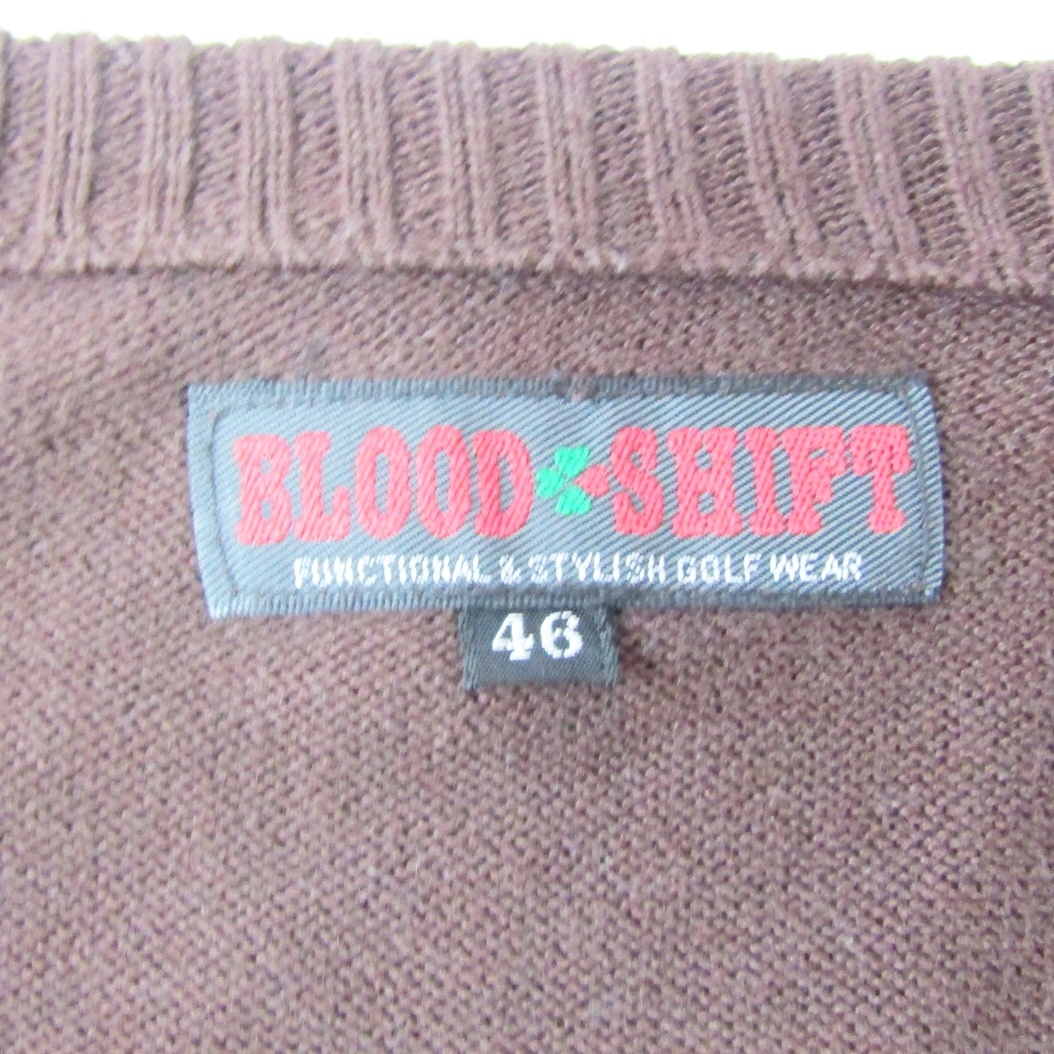 BLOOD SHIFT
FUNCTIONAL & STYLISH GOLF WEAR
46